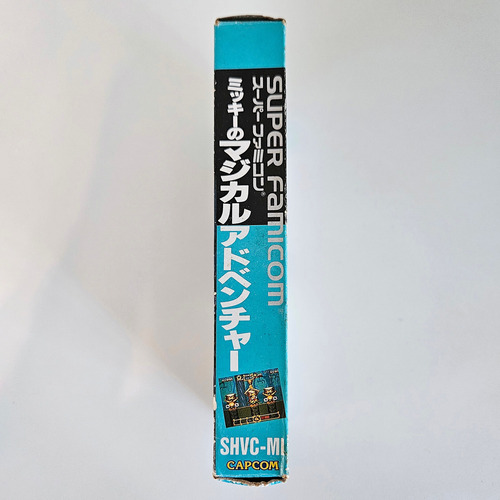 SUPER FAMICOM®
スーパーファミコン®
ミッキーのマジカルアドベンチャー
SHVC-MI
CAPCOM